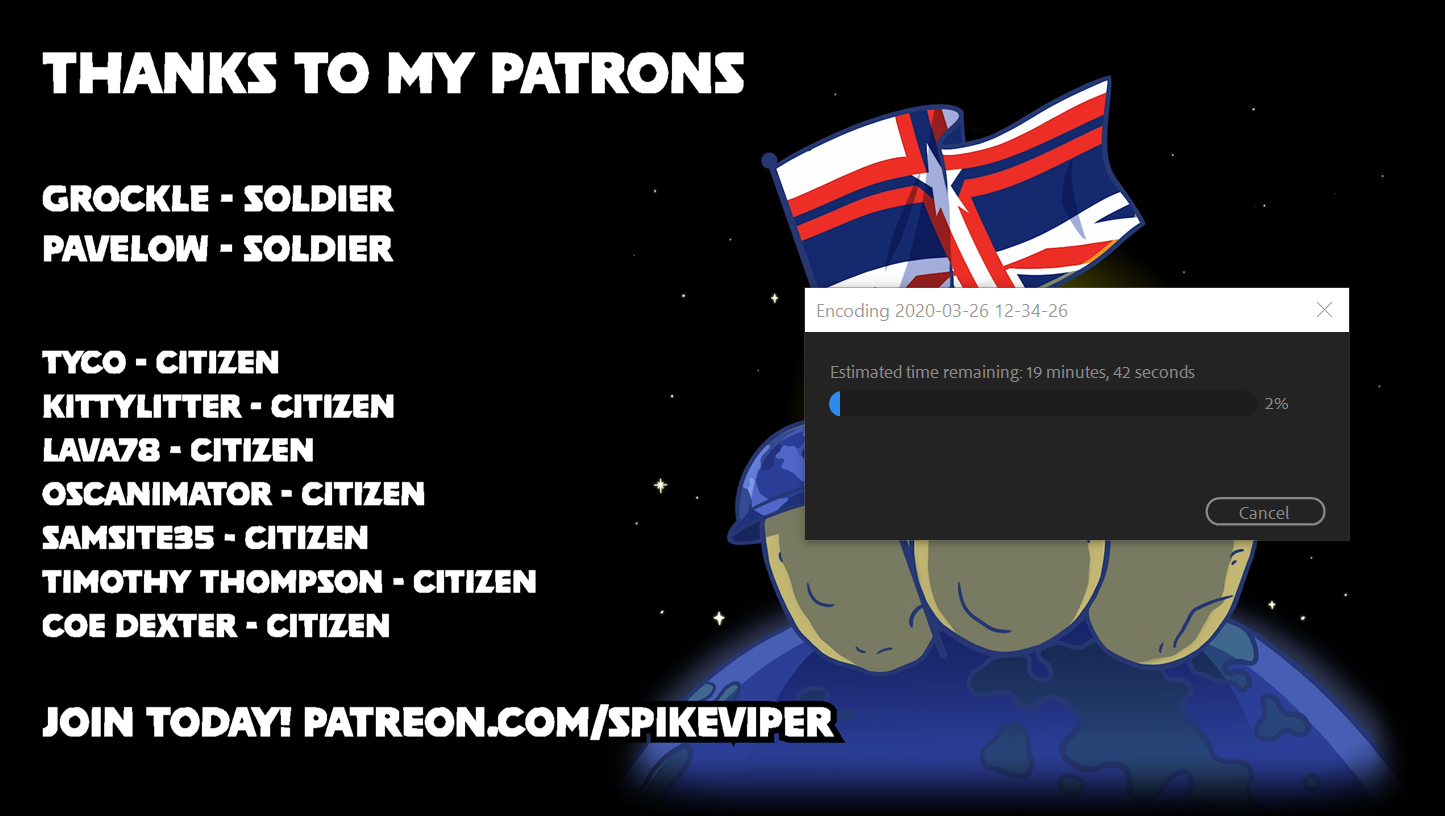 THANKS TO MY PATRONS
GROCKLE - SOLDIER
PAVELOW - SOLDIER
TYCO - CITIZEN
KITTYLITTER - CITIZEN
LAVA78 - CITIZEN
OSCANIMATOR - CITIZEN
SAMSITE35 - CITIZEN
TIMOTHY THOMPSON - CITIZEN
COE DEXTER - CITIZEN
JOIN TODAY! PATREON.COM/SPIKEVIPER
Encoding 2020-03-26 12-34-26
Estimated time remaining: 19 minutes, 42 seconds
2%
Cancel